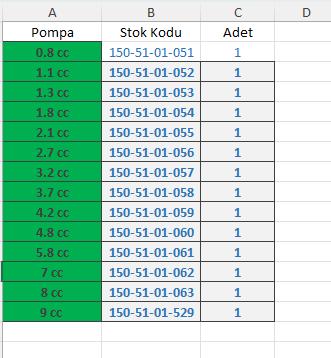 A B C D
Pompa Stok Kodu Adet
0.8 cc 150-51-01-051 1
1.1 cc 150-51-01-052 1
1.3 cc 150-51-01-053 1
1.8 cc 150-51-01-054 1
2.1 cc 150-51-01-055 1
2.7 cc 150-51-01-056 1
3.2 cc 150-51-01-057 1
3.7 cc 150-51-01-058 1
4.2 cc 150-51-01-059 1
4.8 cc 150-51-01-060 1
5.8 cc 150-51-01-061 1
7 cc 150-51-01-062 1
8 cc 150-51-01-063 1
9 cc 150-51-01-529 1